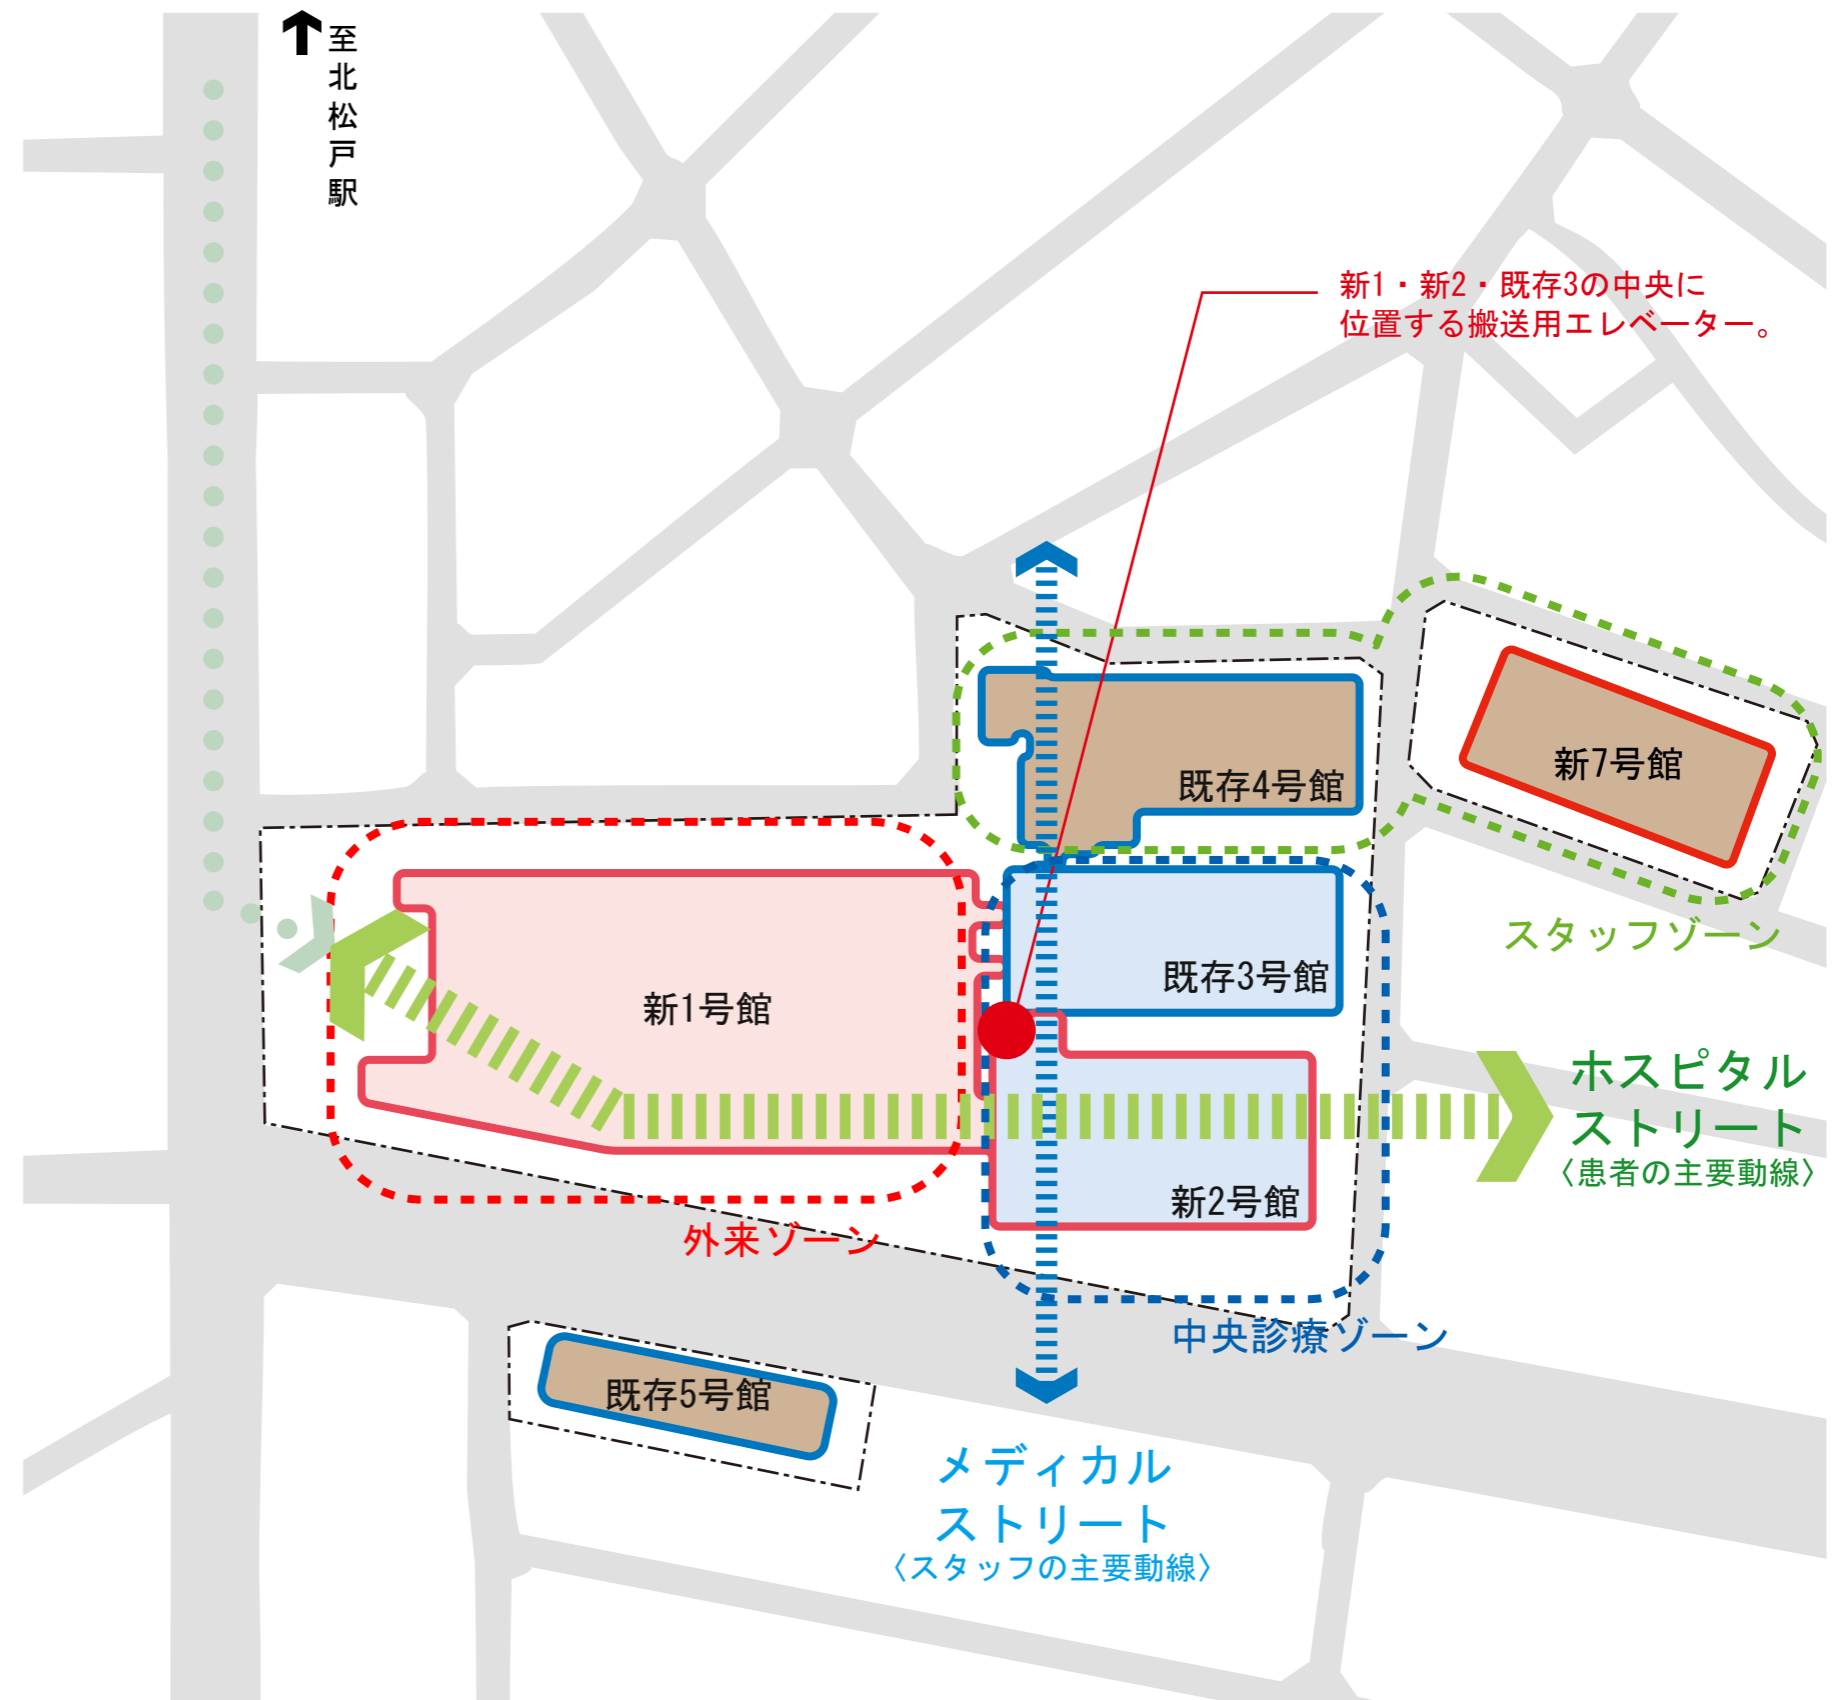 至北松戸駅
新1・新2・既存3の中央に
位置する搬送用エレベーター。
既存4号館
新7号館
スタッフゾーン
既存3号館
新1号館
ホスピタル
ストリート
〈患者の主要動線〉
新2号館
外来ゾーン
中央診療ゾーン
既存5号館
メディカル
ストリート
〈スタッフの主要動線〉